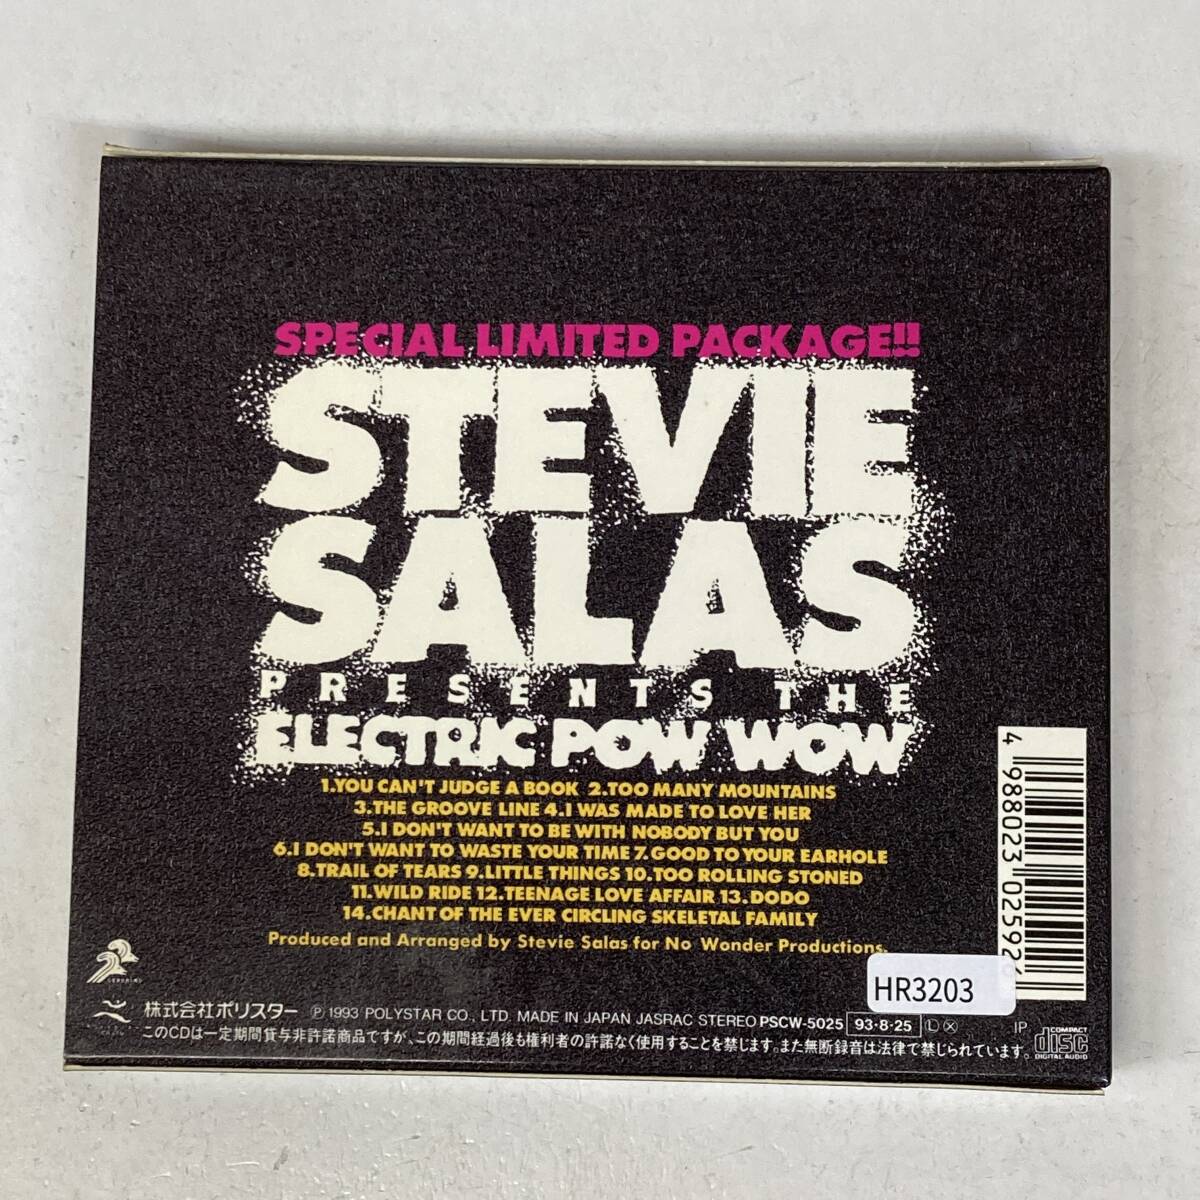 SPECIAL LIMITED PACKAGE!!
STEVIE
SALAS
PRESENTS THE
ELECTRIC POW WOW
1.YOU CAN'T JUDGE A BOOK 2.TOO MANY MOUNTAINS
3.THE GROOVE LINE 4.I WAS MADE TO LOVE HER
5.I DON'T WANT TO BE WITH NOBODY BUT YOU
6.I DON'T WANT TO WASTE YOUR TIME 7.GOOD TO YOUR EARHOLE
8.TRAIL OF TEARS 9.LITTLE THINGS 10.TOO ROLLING STONED
11.WILD RIDE 12.TEENAGE LOVE AFFAIR 13.DODO
14.CHANT OF THE EVER CIRCLING SKELETAL FAMILY
Produced and Arranged by Stevie Salas for No Wonder Productions.
4 988023 025926
HR3203
株式会社ポリスター Ⓟ1993 POLYSTAR CO., LTD. MADE IN JAPAN JASRAC STEREO PSCW-5025 93·8·25 Ⓛ Ⓧ IP
COMPACT disc DIGITAL AUDIO
このCDは一定期間貸与非許諾商品ですが、この期間経過後も権利者の許諾なく使用することを禁じます。また無断録音は法律で禁じられています。